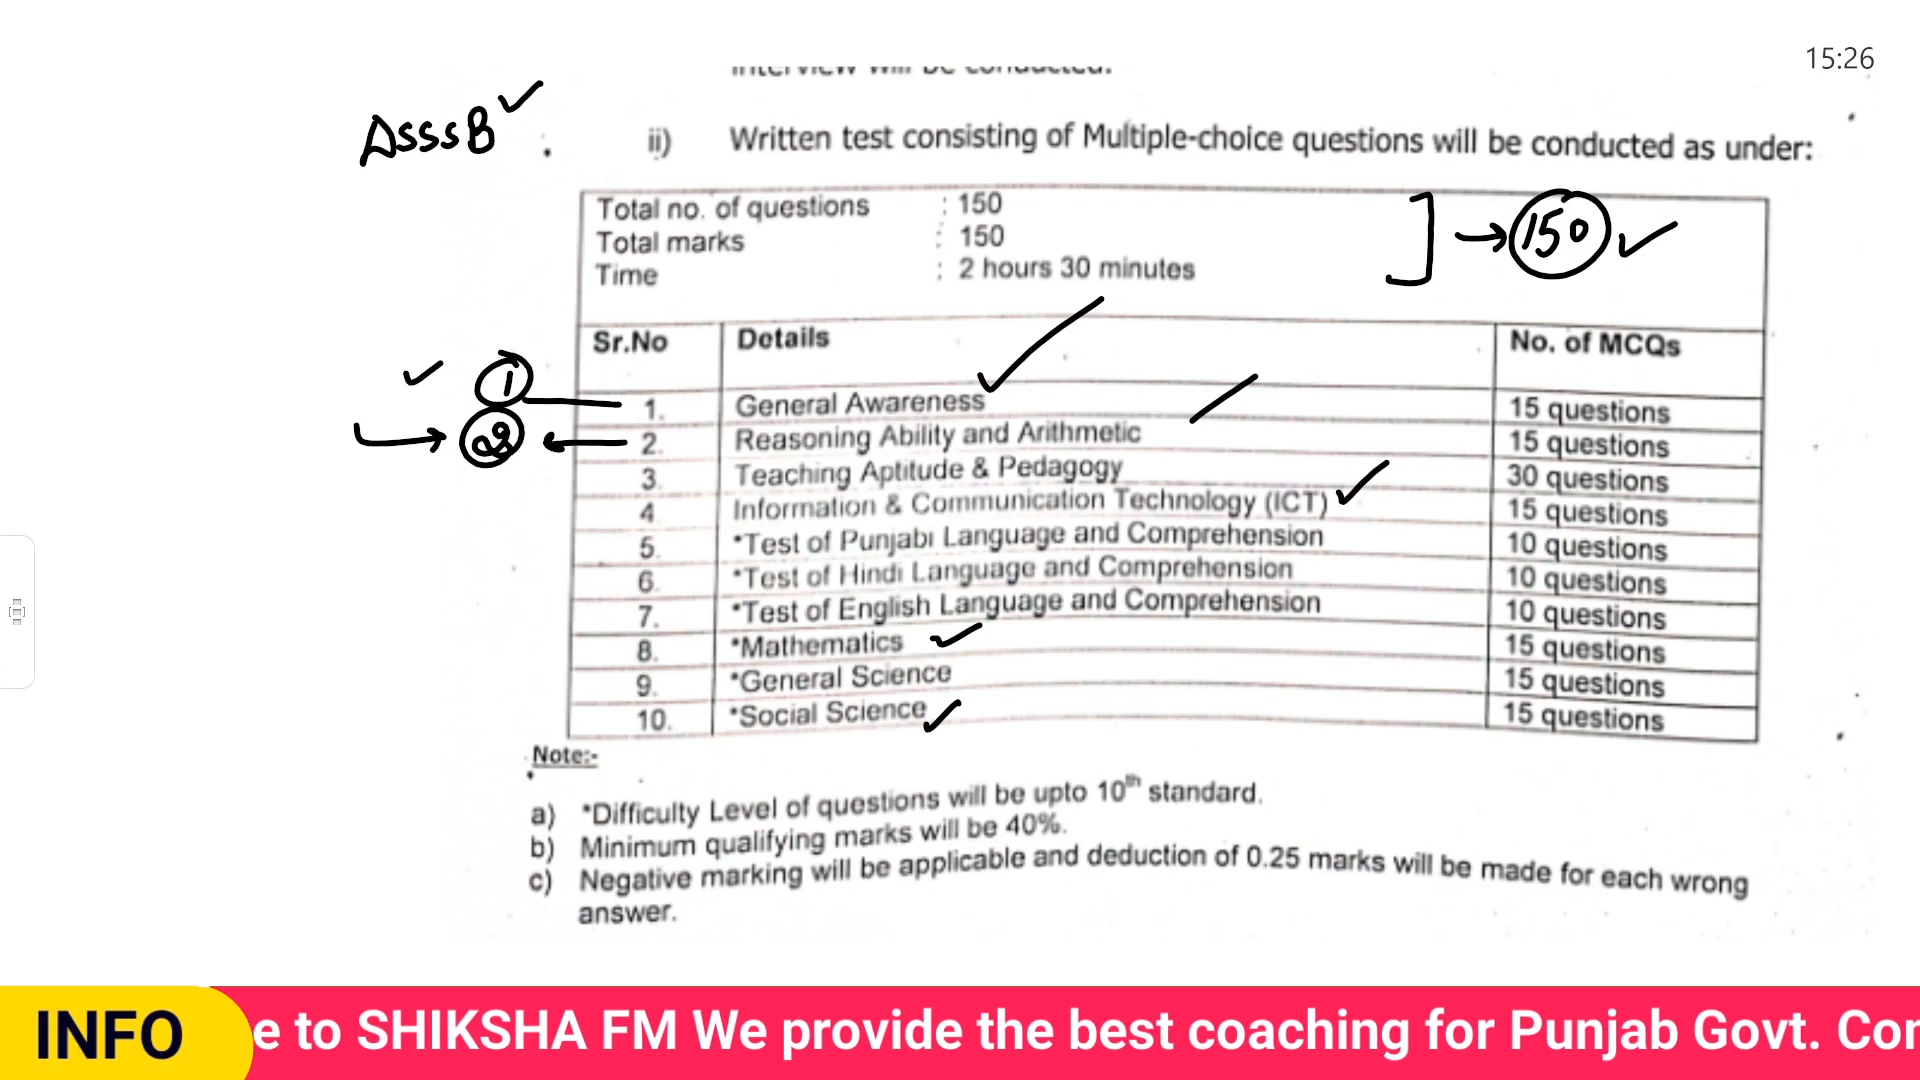 15:26
interview will be conducted.
ASSSB
ii) Written test consisting of Multiple-choice questions will be conducted as under:
Total no. of questions : 150
Total marks : 150
Time : 2 hours 30 minutes
150
Sr.No Details No. of MCQs
1
1. General Awareness 15 questions
2
2. Reasoning Ability and Arithmetic 15 questions
3. Teaching Aptitude & Pedagogy 30 questions
4. Information & Communication Technology (ICT) 15 questions
5. *Test of Punjabi Language and Comprehension 10 questions
6. *Test of Hindi Language and Comprehension 10 questions
7. *Test of English Language and Comprehension 10 questions
8. *Mathematics 15 questions
9. *General Science 15 questions
10. *Social Science 15 questions
Note:-
a) *Difficulty Level of questions will be upto 10th standard.
b) Minimum qualifying marks will be 40%.
c) Negative marking will be applicable and deduction of 0.25 marks will be made for each wrong
answer.
INFO e to SHIKSHA FM We provide the best coaching for Punjab Govt. Con